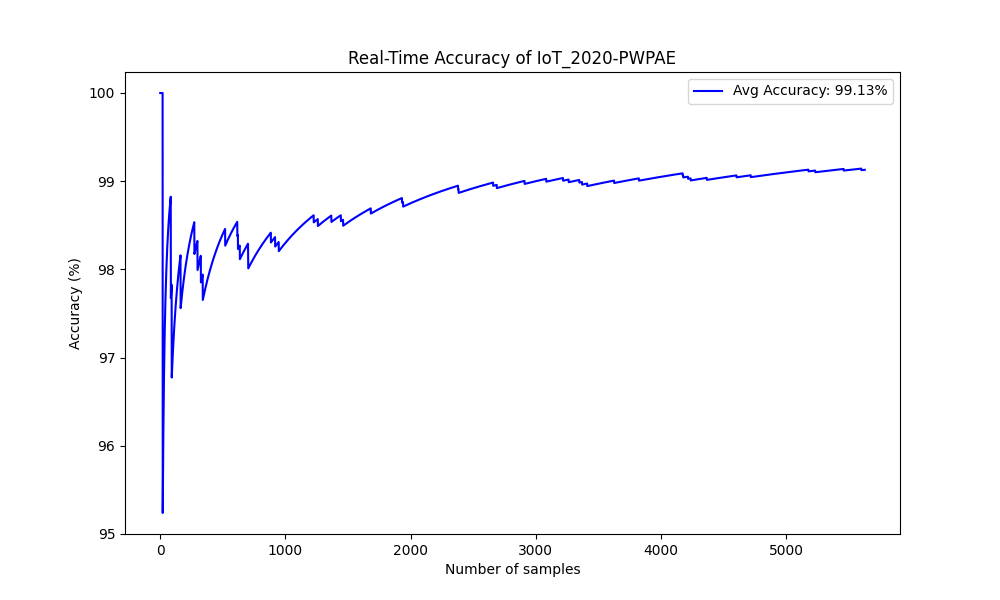 Real-Time Accuracy of IoT_2020-PWPAE
Avg Accuracy: 99.13%
100
99
98
97
96
95
Accuracy (%)
0 1000 2000 3000 4000 5000
Number of samples